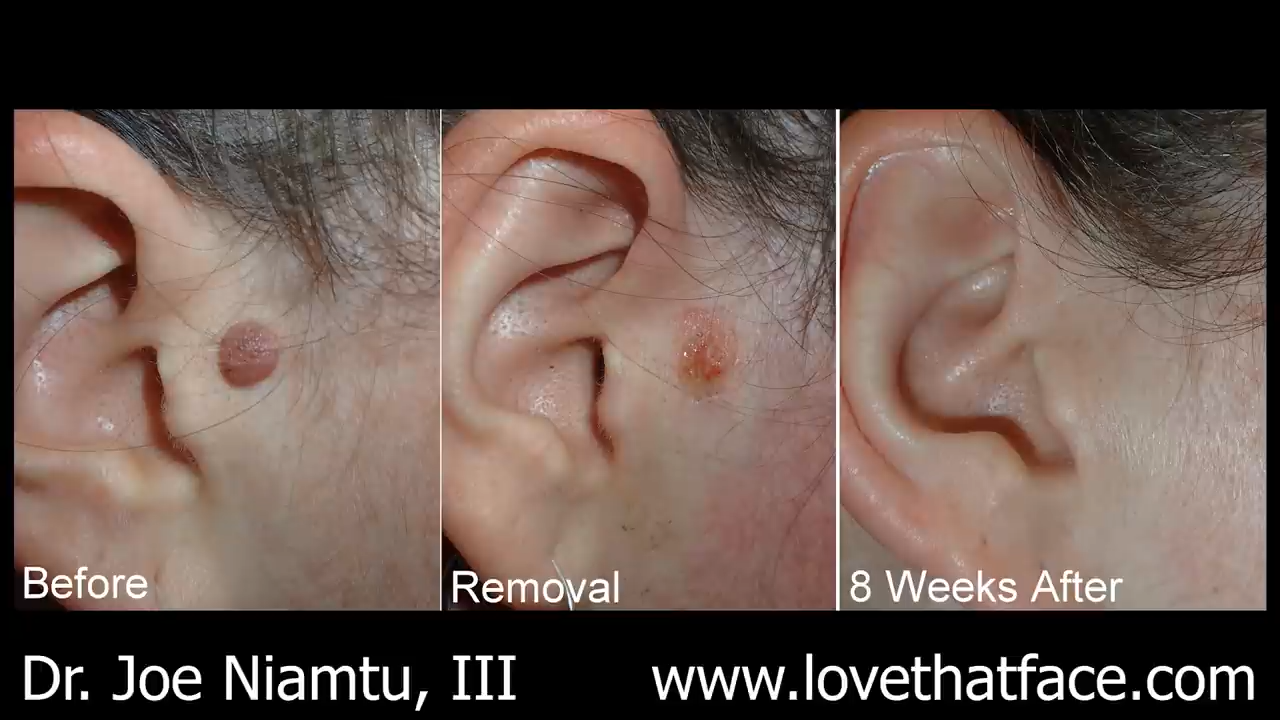 Before
Removal
8 Weeks After
Dr. Joe Niamtu, III
www.lovethatface.com